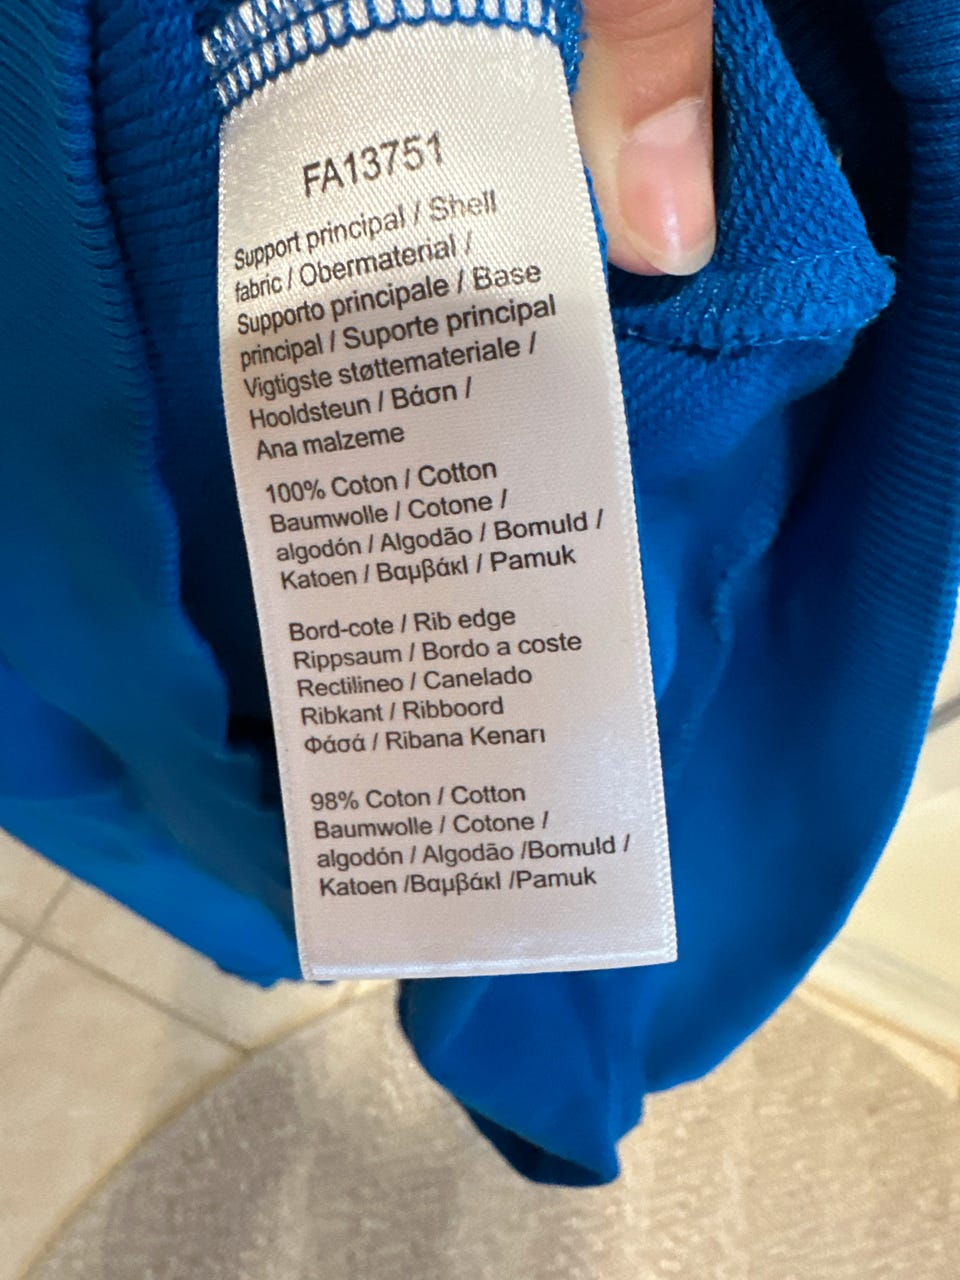 FA13751
Support principal / Shell
fabric / Obermaterial /
Supporto principale / Base
principal / Suporte principal
Vigtigste støttemateriale /
Hooldsteun / Βάση /
Ana malzeme
100% Coton / Cotton
Baumwolle / Cotone /
algodón / Algodão / Bomuld /
Katoen / Βαμβάκι / Pamuk
Bord-cote / Rib edge
Rippsaum / Bordo a coste
Rectilineo / Canelado
Ribkant / Ribboord
Φάσά / Ribana Kenarı
98% Coton / Cotton
Baumwolle / Cotone /
algodón / Algodão /Bomuld /
Katoen /Βαμβάκι /Pamuk